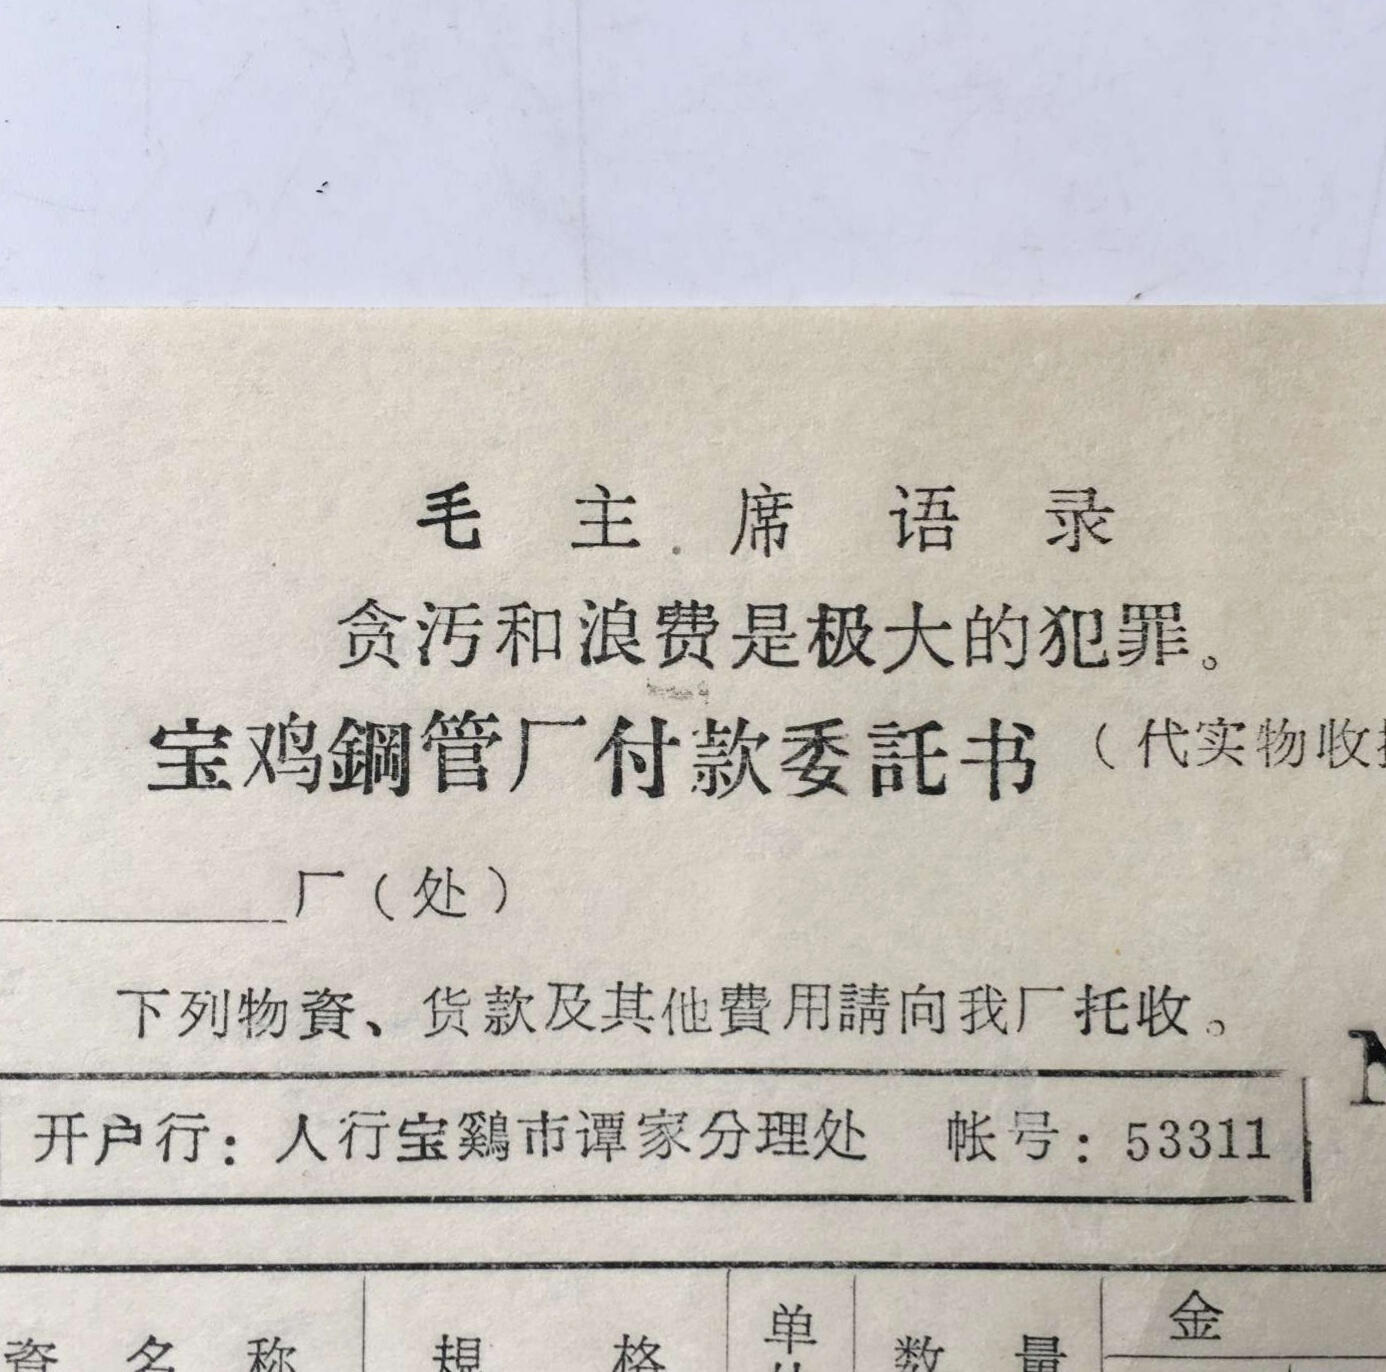 毛主席语录
贪污和浪费是极大的犯罪。
宝鸡鋼管厂付款委託书（代实物收
厂（处）
下列物資、货款及其他費用請向我厂托收。
N
开户行：人行宝鷄市谭家分理处 帐号：53311
資名称 規格 单 数量 金